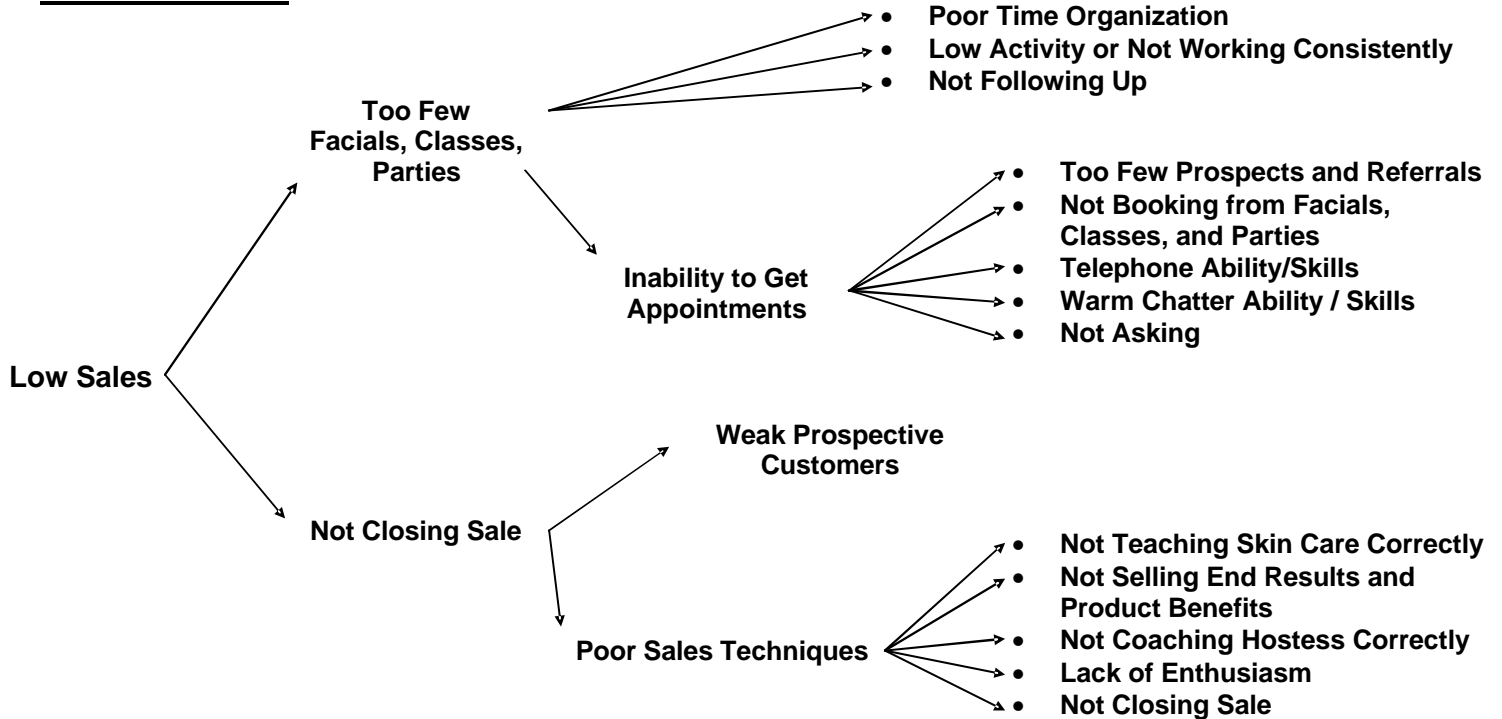 • Poor Time Organization
• Low Activity or Not Working Consistently
• Not Following Up
Too Few
Facials, Classes,
Parties
• Too Few Prospects and Referrals
• Not Booking from Facials,
Classes, and Parties
• Telephone Ability/Skills
• Warm Chatter Ability / Skills
• Not Asking
Inability to Get
Appointments
Low Sales
Weak Prospective
Customers
Not Closing Sale
• Not Teaching Skin Care Correctly
• Not Selling End Results and
Product Benefits
• Not Coaching Hostess Correctly
• Lack of Enthusiasm
• Not Closing Sale
Poor Sales Techniques